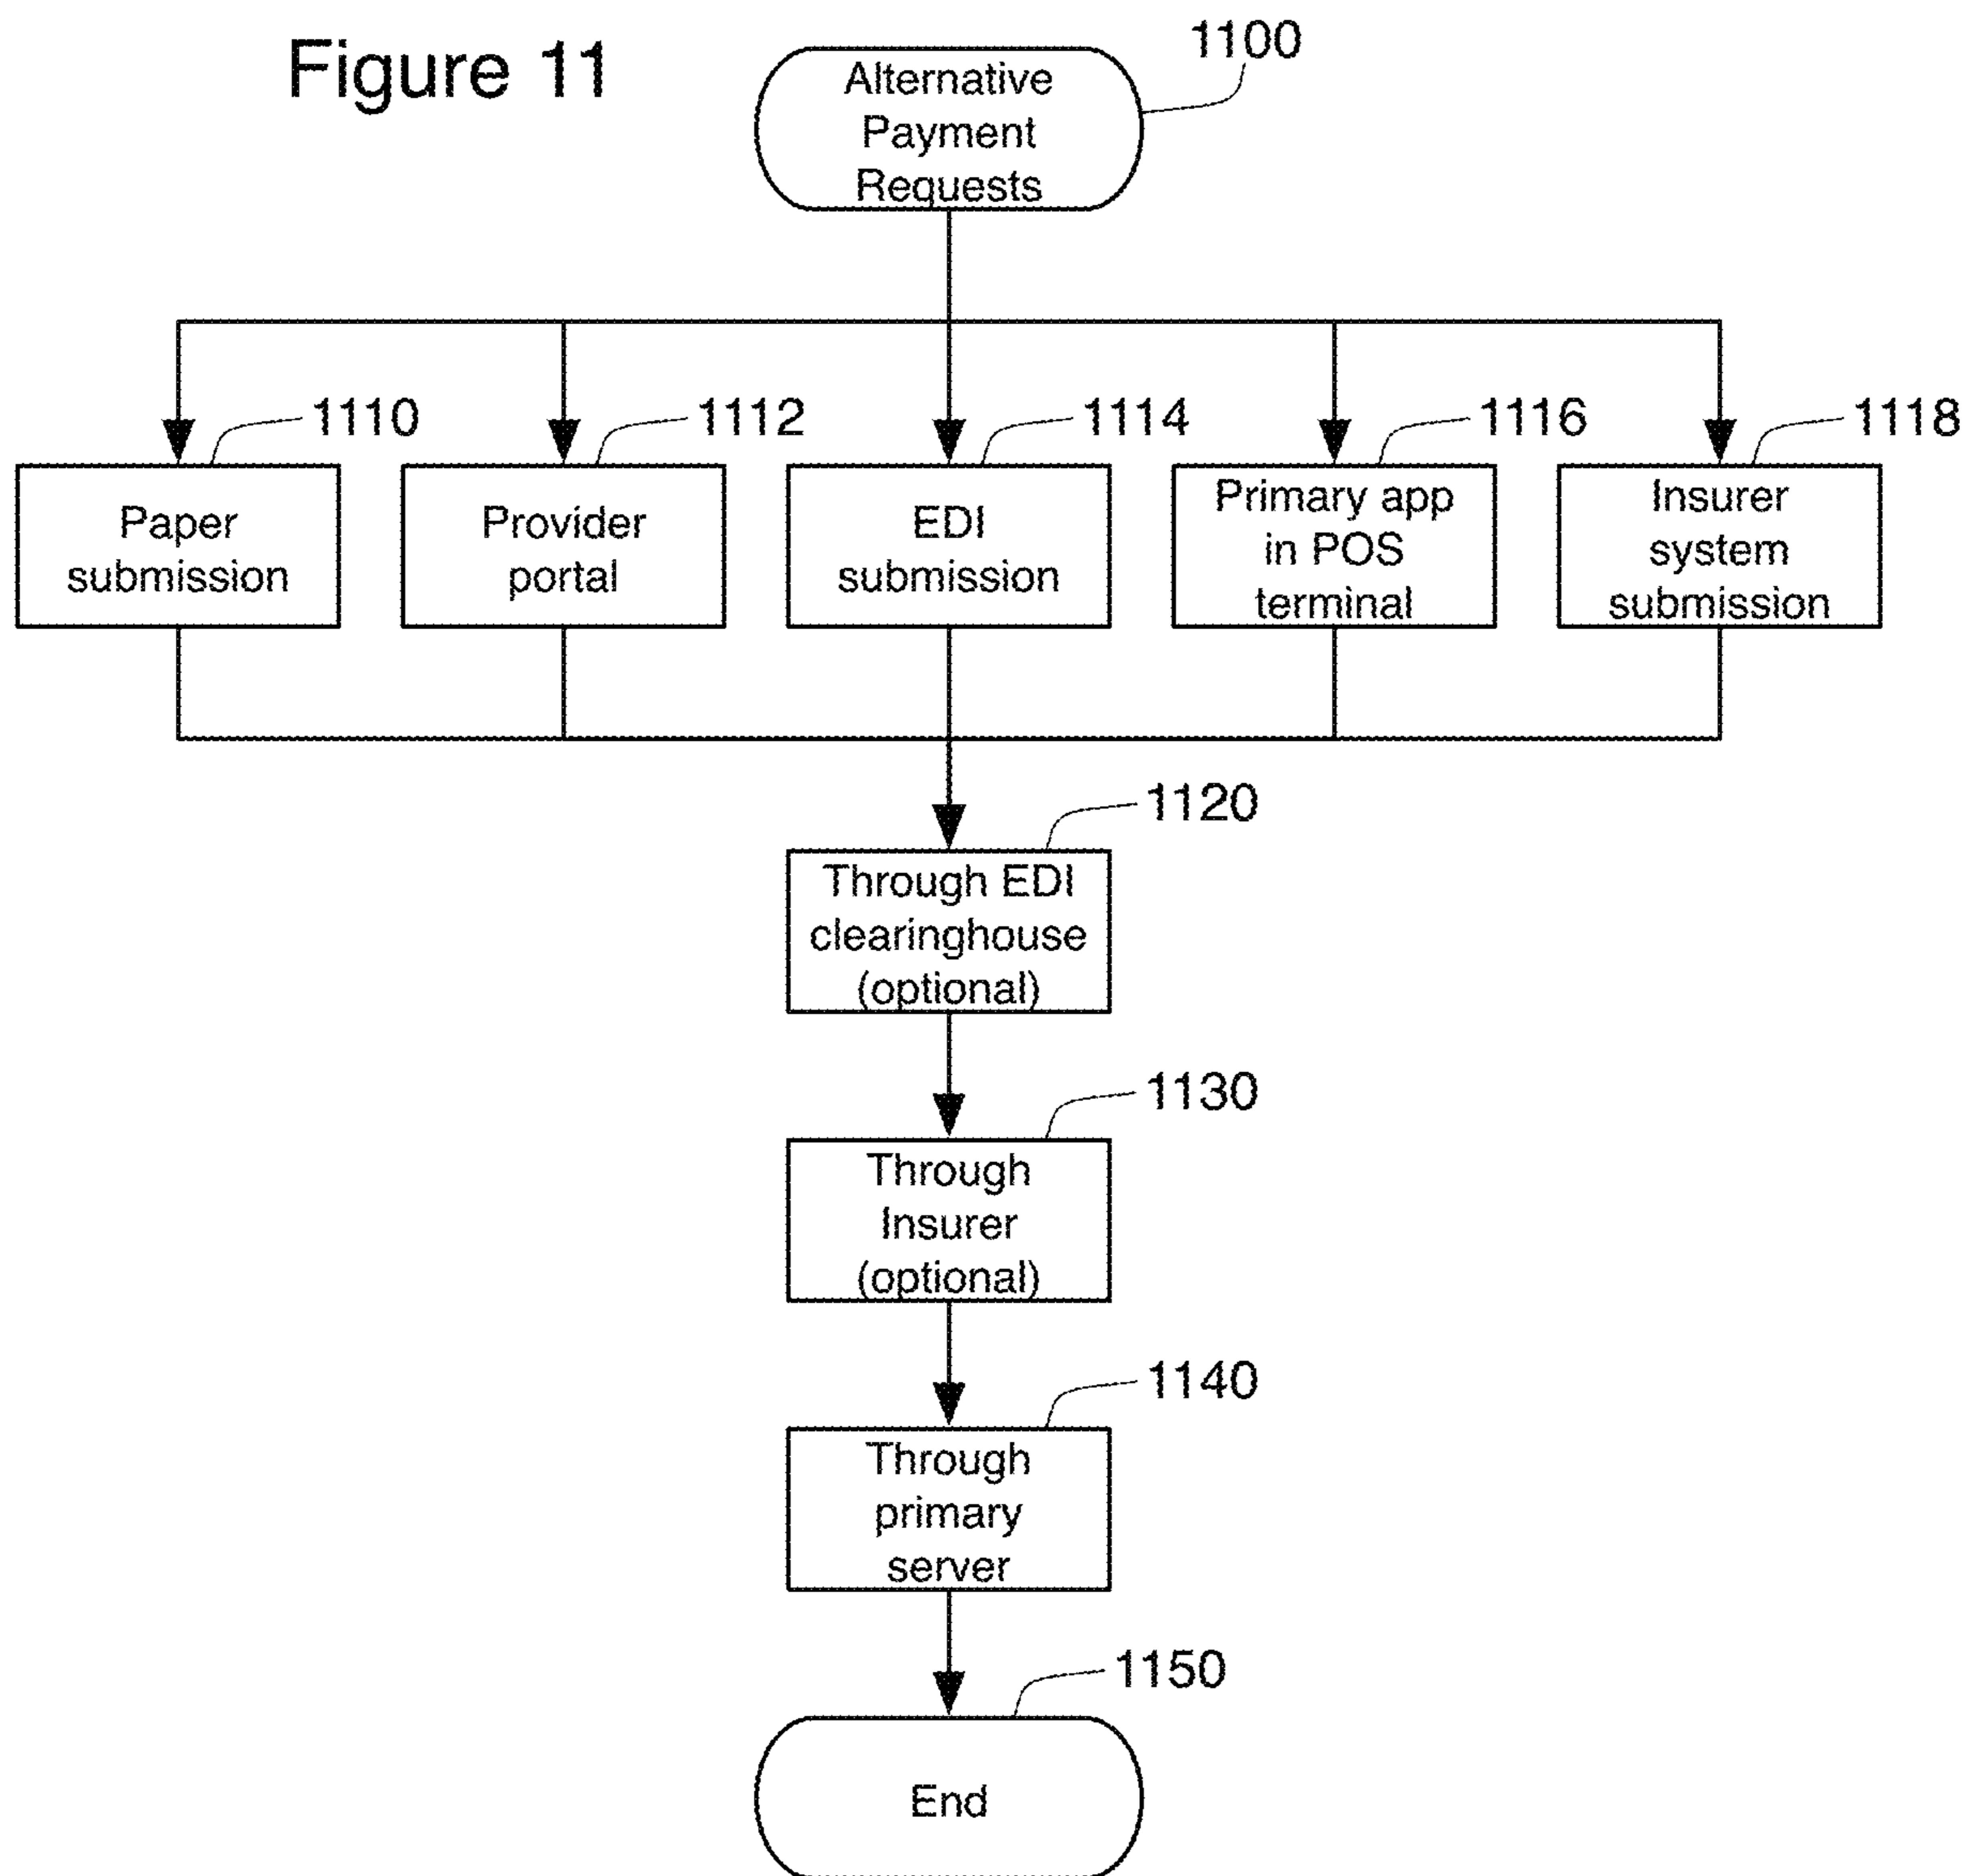 Figure 11
1100
Alternative
Payment
Requests
1110
1112
1114
1116
1118
Paper
submission
Provider
portal
EDI
submission
Primary app
in POS
terminal
Insurer
system
submission
1120
Through EDI
clearinghouse
(optional)
1130
Through
Insurer
(optional)
1140
Through
primary
server
1150
End